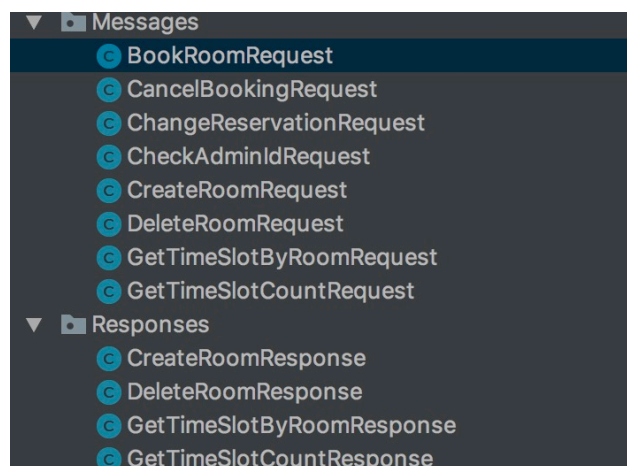 Messages
BookRoomRequest
CancelBookingRequest
ChangeReservationRequest
CheckAdminIdRequest
CreateRoomRequest
DeleteRoomRequest
GetTimeSlotByRoomRequest
GetTimeSlotCountRequest
Responses
CreateRoomResponse
DeleteRoomResponse
GetTimeSlotByRoomResponse
GetTimeSlotCountResponse